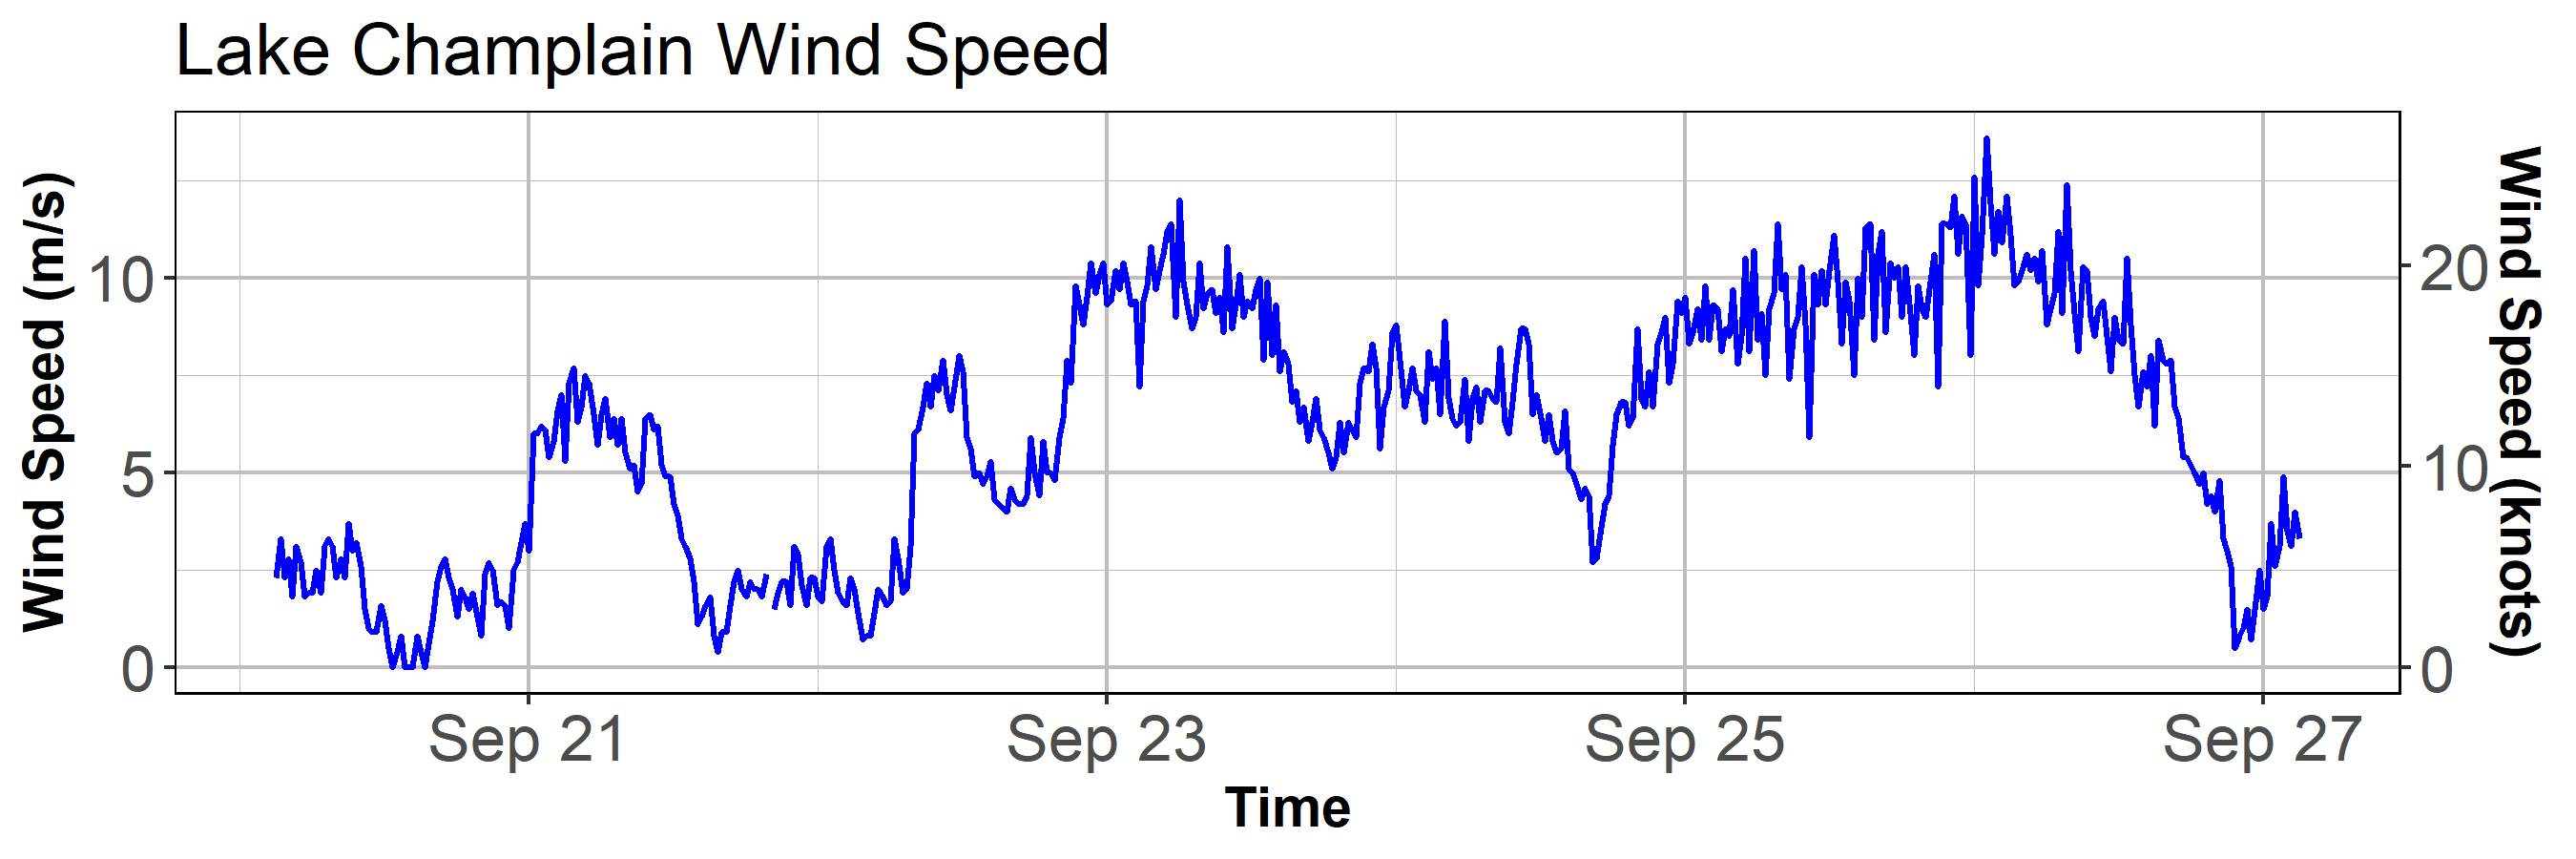 Lake Champlain Wind Speed
Wind Speed (m/s)
10
5
0
20
10
0
Wind Speed (knots)
Sep 21
Sep 23
Sep 25
Sep 27
Time